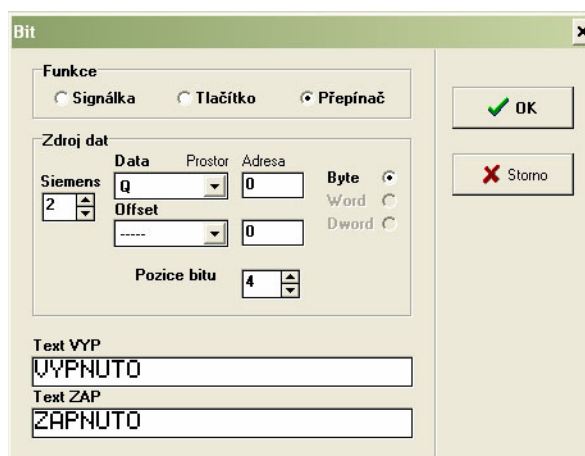 Bit
Funkce
Signálka Tlačítko Přepínač
OK
Zdroj dat
Data Prostor Adresa
Siemens Q 0 Byte
2 Word
Offset
----- 0 Dword
Storno
Pozice bitu 4
Text VYP
VYPNUTO
Text ZAP
ZAPNUTO